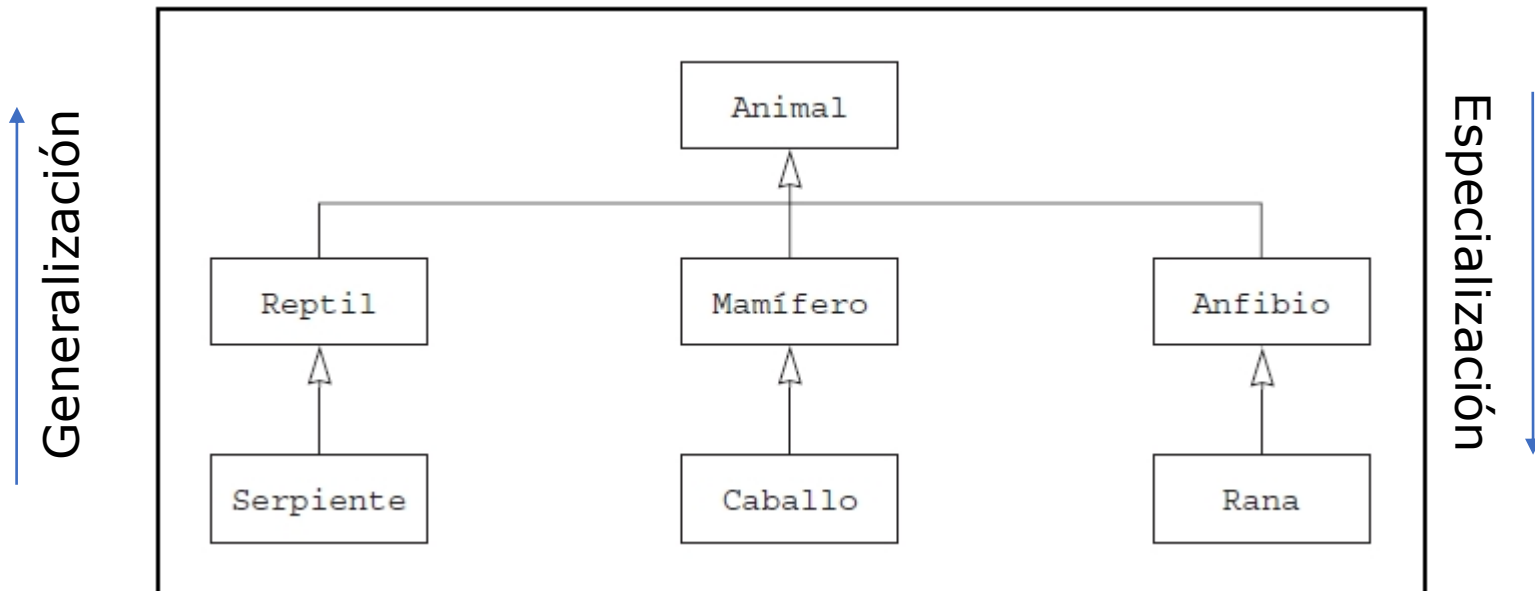 Generalización
Animal
Reptil
Mamífero
Anfibio
Serpiente
Caballo
Rana
Especialización